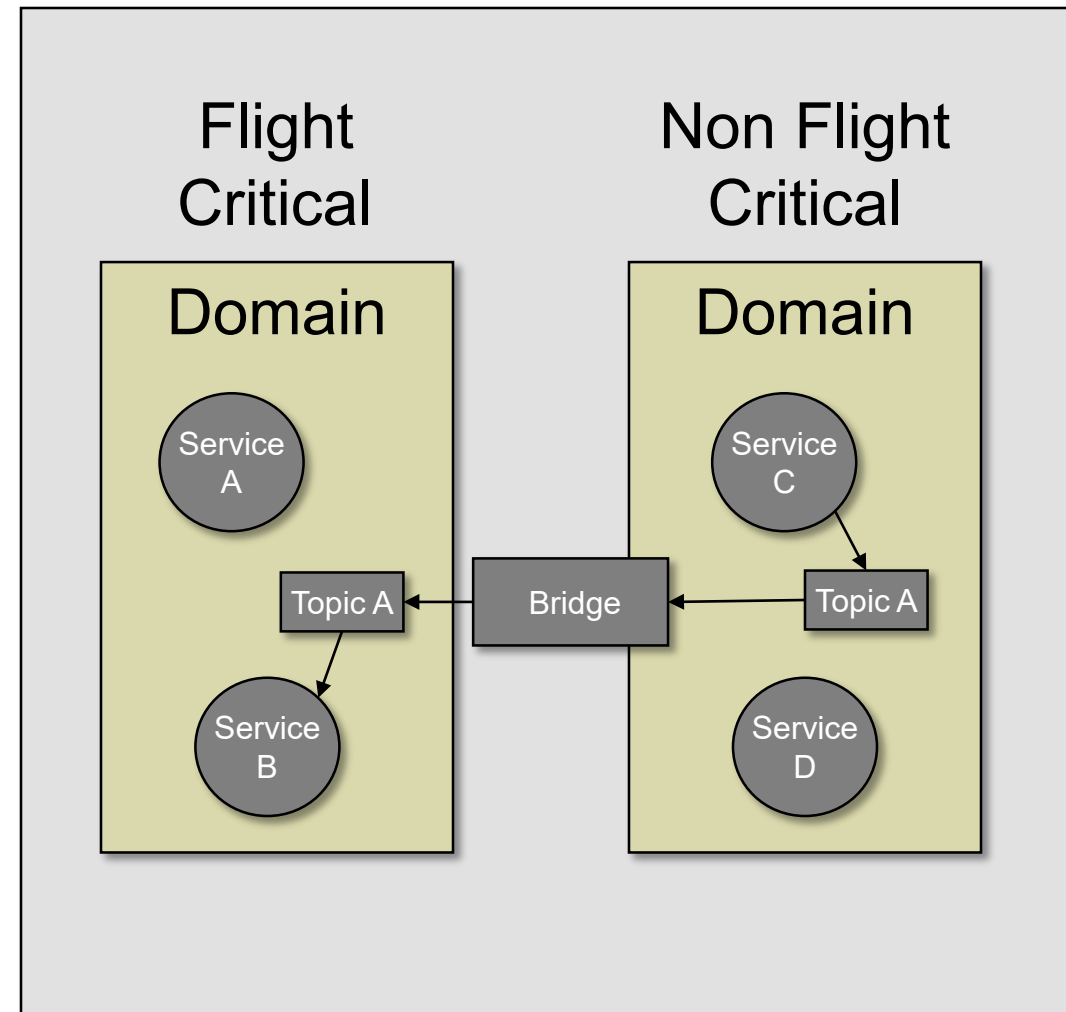 Flight
Critical
Non Flight
Critical
Domain
Domain
Service
A
Service
C
Topic A
Bridge
Topic A
Service
B
Service
D